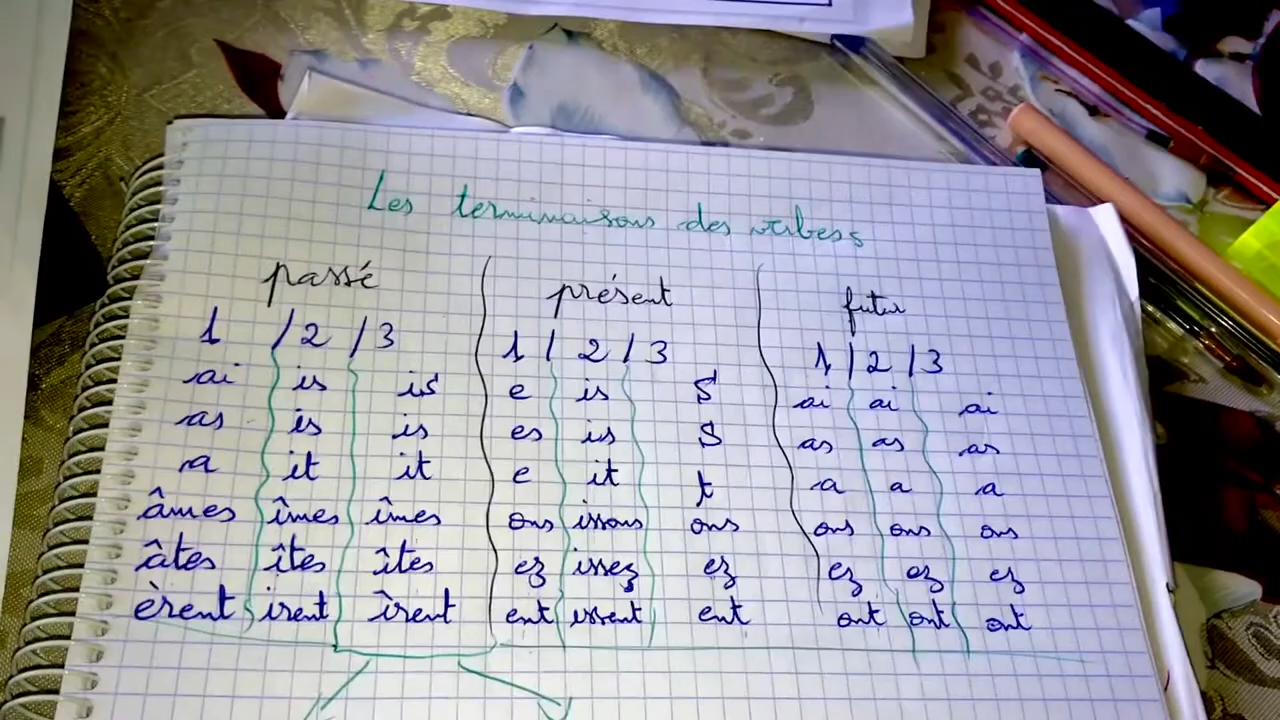 Les terminaisons des verbess
passé présent futur
1 / 2 / 3 1 / 2 / 3 1 / 2 / 3
ai is is e is s ai ai ai
as is is es is s as as as
a it it e it t a a a
âmes îmes îmes ons issons ons ons ons ons
âtes îtes îtes ez issez ez ez ez ez
èrent irent îrent ent issent ent ont ont ont